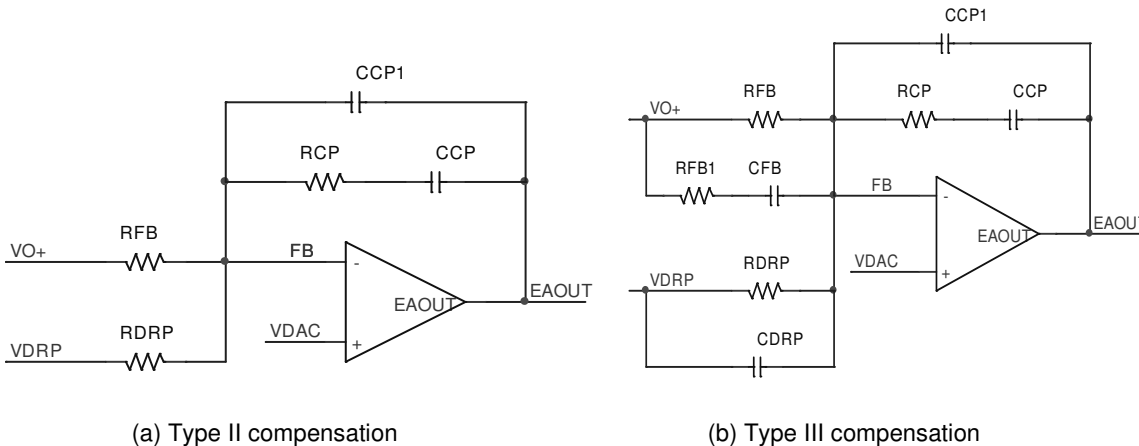 CCP1
RCP
CCP
RFB
VO+
FB
-
EAOUT
EAOUT
RDRP
VDRP
VDAC
+
(a) Type II compensation
CCP1
RFB
RCP
CCP
VO+
RFB1
CFB
FB
-
EAOUT
EAOUT
RDRP
VDAC
VDRP
+
CDRP
(b) Type III compensation